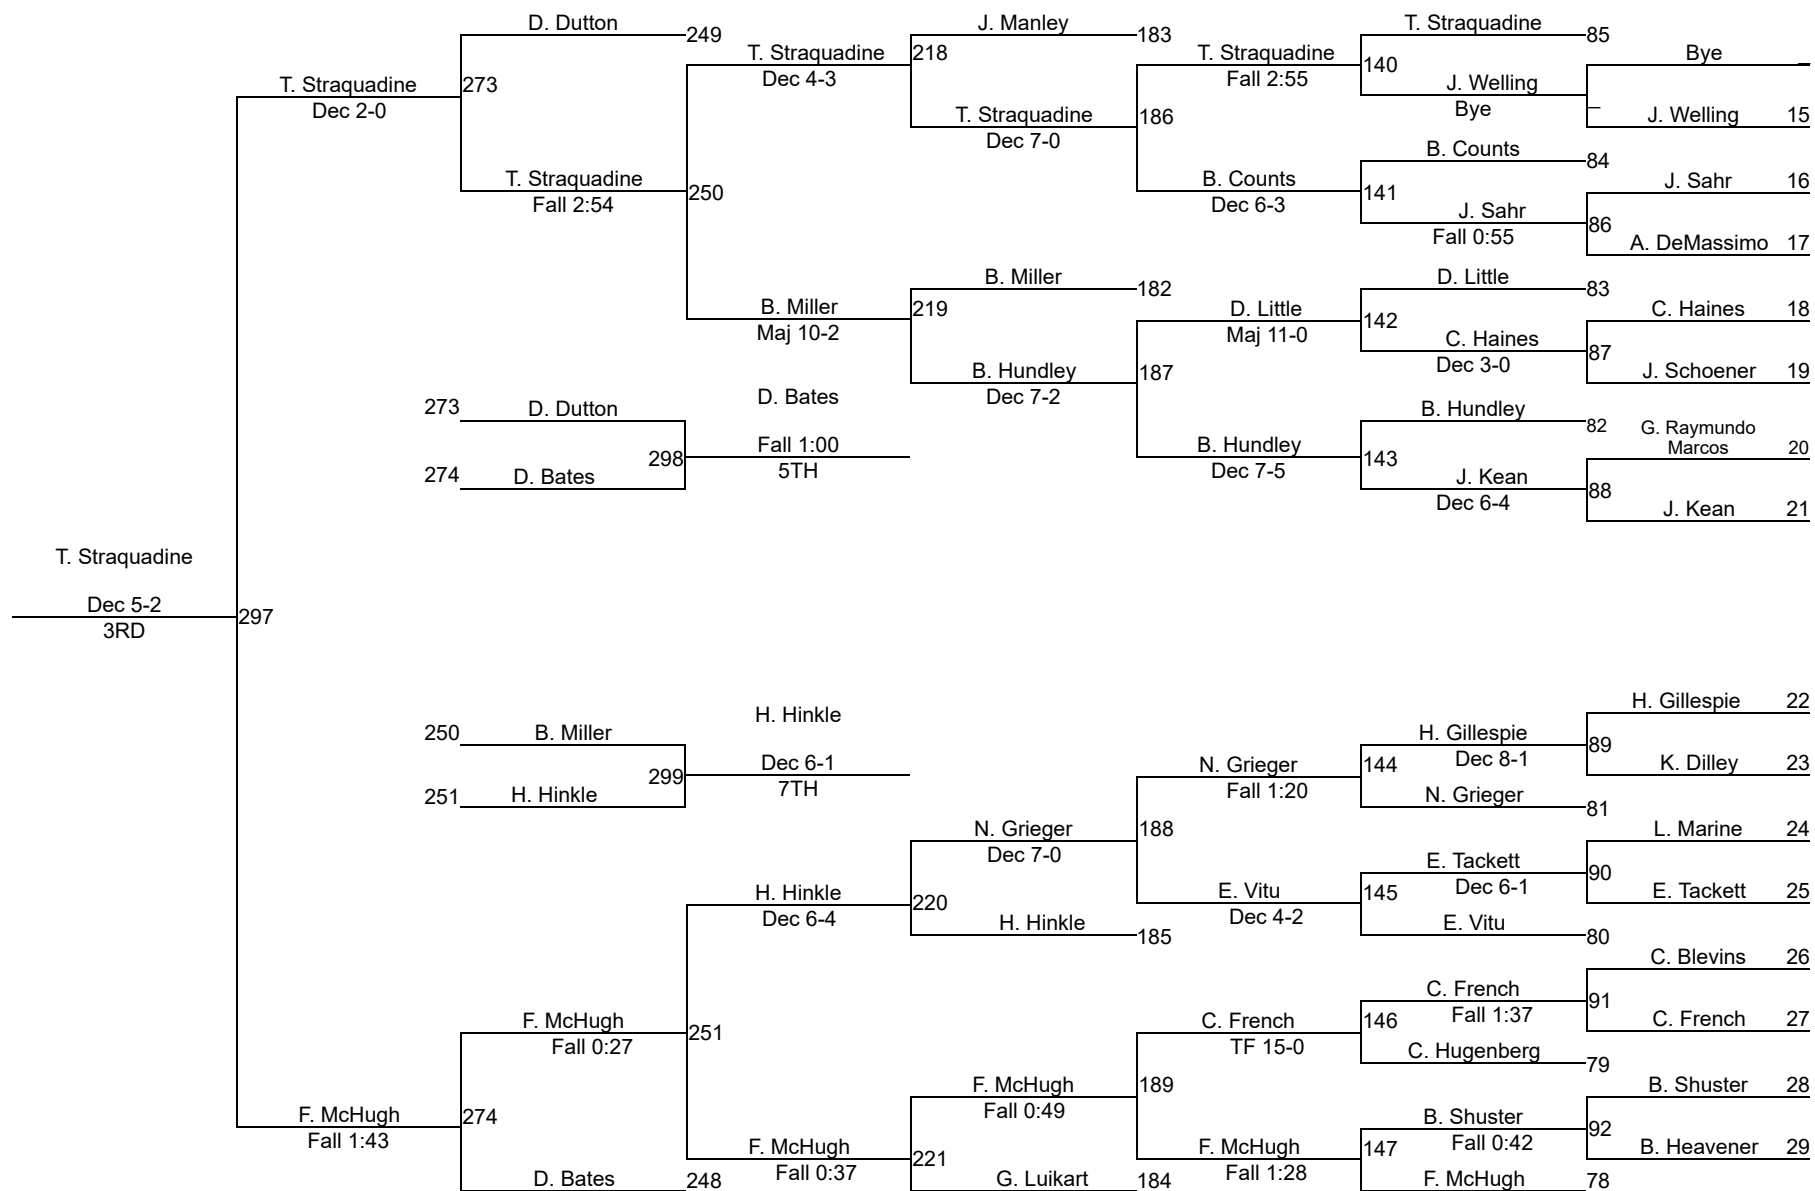 D. Dutton
249
J. Manley
183
T. Straquadine
85
T. Straquadine
Dec 4-3
218
T. Straquadine
Fall 2:55
140
Bye
_
T. Straquadine
Dec 2-0
273
J. Welling
Bye
_
T. Straquadine
Dec 7-0
186
J. Welling 15
B. Counts
84
T. Straquadine
Fall 2:54
250
B. Counts
Dec 6-3
141
J. Sahr 16
J. Sahr
Fall 0:55
86
A. DeMassimo 17
B. Miller
182
D. Little
83
B. Miller
Maj 10-2
219
D. Little
Maj 11-0
142
C. Haines 18
C. Haines
Dec 3-0
87
B. Hundley
Dec 7-2
187
J. Schoener 19
D. Bates
Fall 1:00
5TH
273 D. Dutton
298
274 D. Bates
B. Hundley
82
G. Raymundo
Marcos 20
B. Hundley
Dec 7-5
143
J. Kean
Dec 6-4
88
J. Kean 21
T. Straquadine
Dec 5-2
3RD
297
H. Gillespie 22
H. Hinkle
Dec 6-1
7TH
250 B. Miller
299
251 H. Hinkle
H. Gillespie
Dec 8-1
89
N. Grieger
Fall 1:20
144
K. Dilley 23
N. Grieger
81
N. Grieger
Dec 7-0
188
L. Marine 24
E. Tackett
Dec 6-1
90
H. Hinkle
Dec 6-4
220
E. Vitu
Dec 4-2
145
E. Tackett 25
H. Hinkle
185
E. Vitu
80
C. Blevins 26
C. French
Fall 1:37
91
F. McHugh
Fall 0:27
251
C. French
TF 15-0
146
C. French 27
C. Hugenberg
79
F. McHugh
Fall 0:49
189
B. Shuster 28
F. McHugh
Fall 1:43
274
B. Shuster
Fall 0:42
92
F. McHugh
Fall 0:37
221
F. McHugh
Fall 1:28
147
B. Heavener 29
D. Bates
248
G. Luikart
184
F. McHugh
78